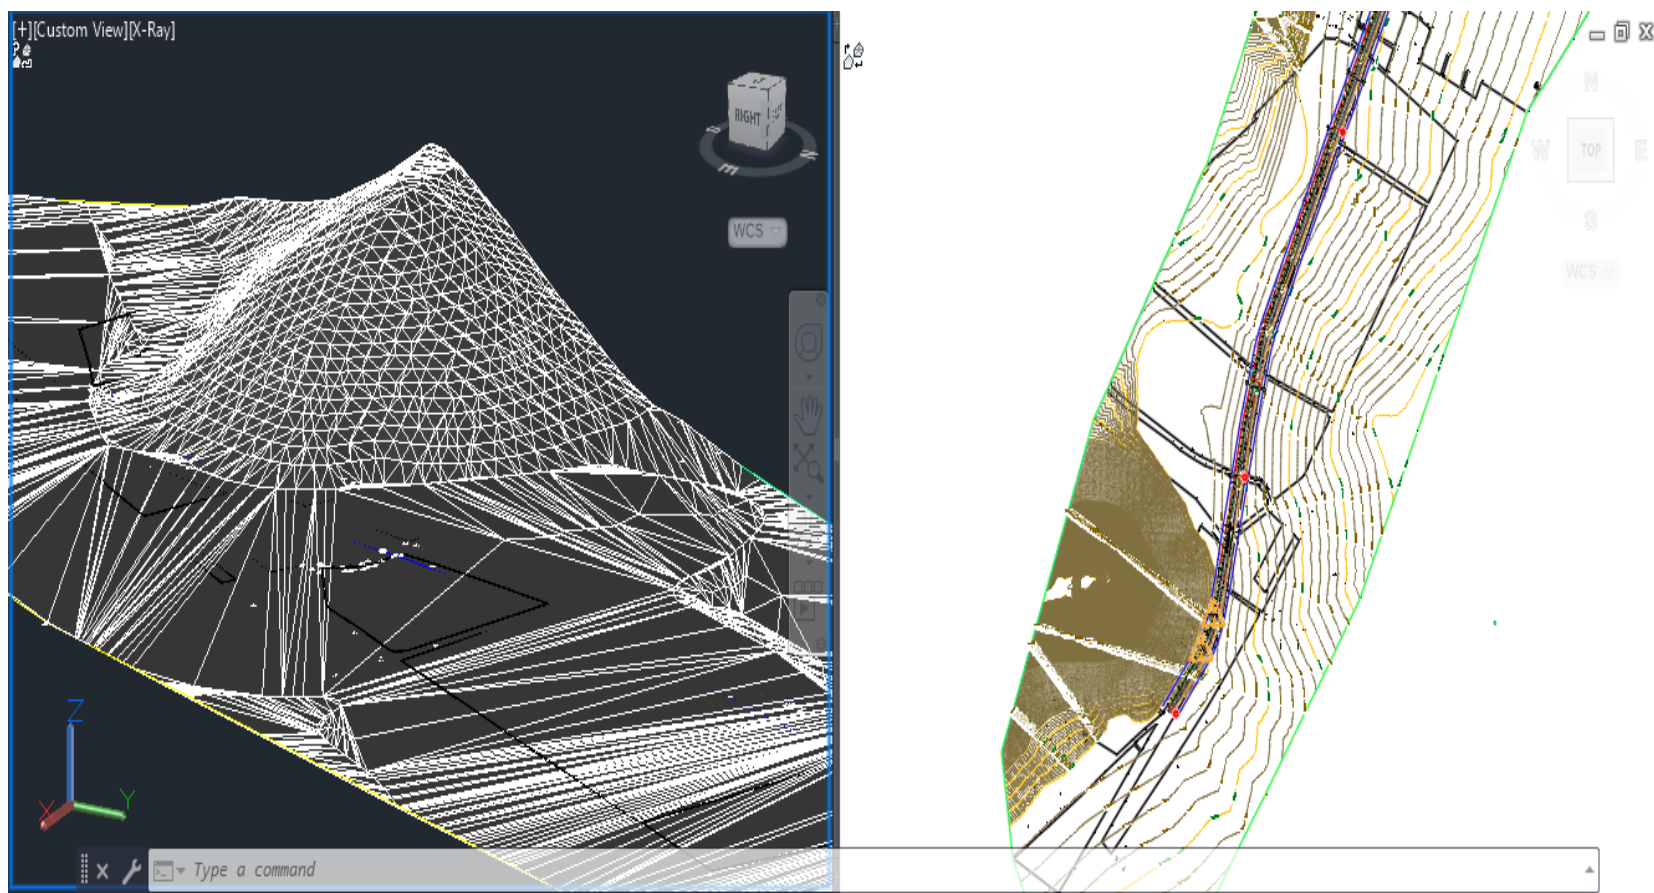 [+][Custom View][X-Ray]
RIGHT
S
E
N
WCS
Z
X
Y
N
W
TOP
E
S
WCS
Type a command